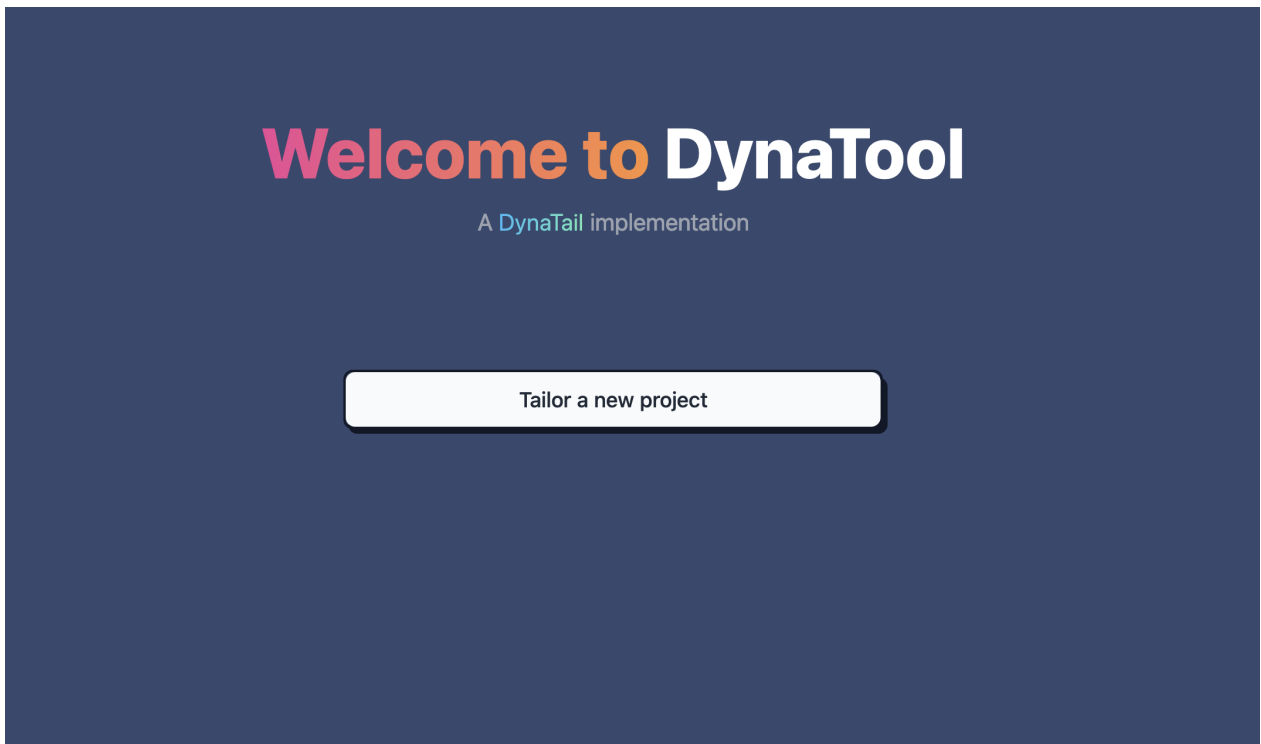 Welcome to DynaTool
A DynaTail implementation
Tailor a new project